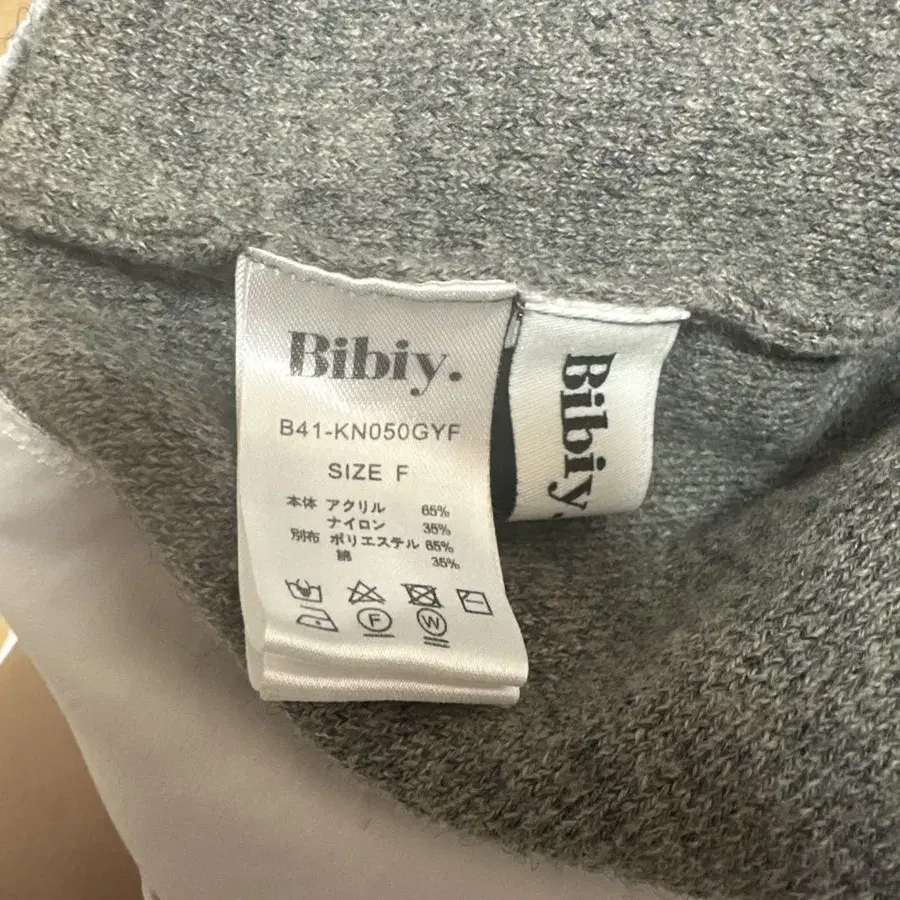 Bibiy.
B41-KN050GYF
SIZE F
本体 アクリル 65%
ナイロン 35%
別布 ポリエステル 65%
綿 35%
F
W
Bibiy.